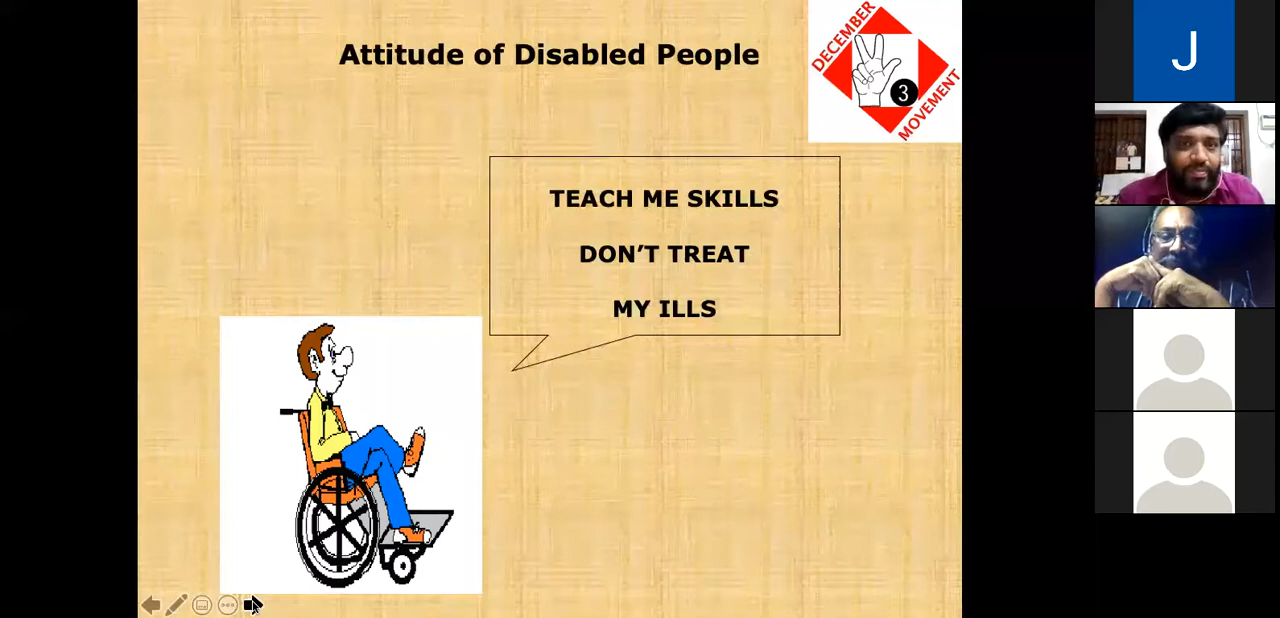 Attitude of Disabled People
DECEMBER
3
MOVEMENT
TEACH ME SKILLS
DON’T TREAT
MY ILLS
J